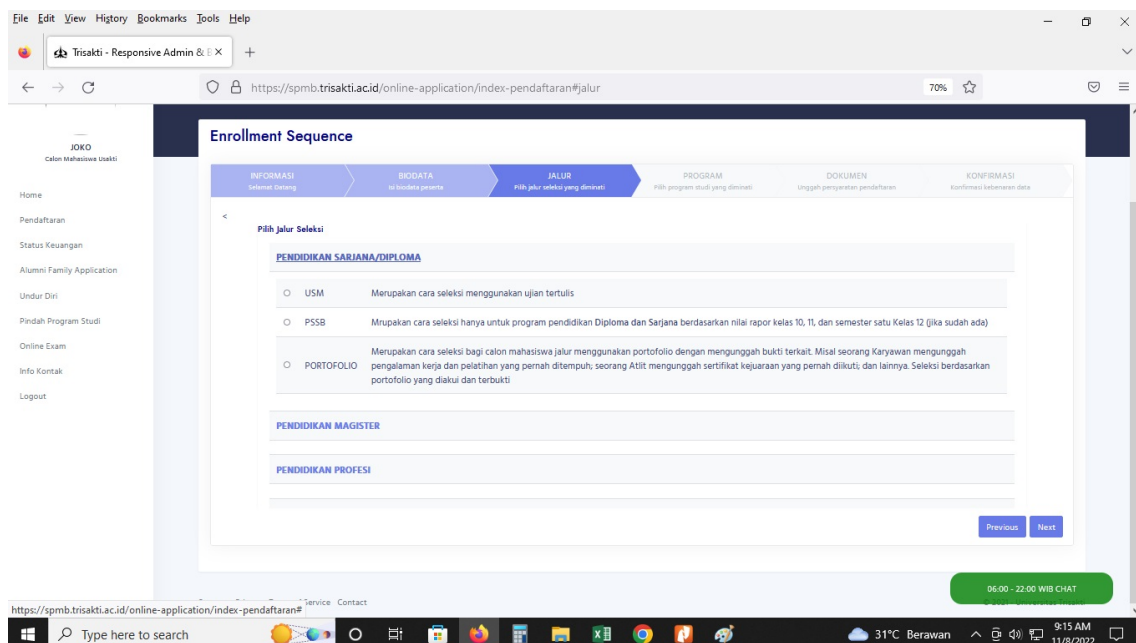 File Edit View History Bookmarks Tools Help
Trisakti - Responsive Admin &
https://spmb.trisakti.ac.id/online-application/index-pendaftaran#jalur
70%
JOKO
Calon Mahasiswa Usakti
Home
Pendaftaran
Status Keuangan
Alumni Family Application
Undur Diri
Pindah Program Studi
Online Exam
Info Kontak
Logout
Enrollment Sequence
INFORMASI
Selamat Datang
BIODATA
Isi biodata peserta
JALUR
Pilih jalur seleksi yang diminati
PROGRAM
Pilih program studi yang diminati
DOKUMEN
Unggah persyaratan pendaftaran
KONFIRMASI
Konfirmasi kebenaran data
<
Pilih Jalur Seleksi
PENDIDIKAN SARJANA/DIPLOMA
USM Merupakan cara seleksi menggunakan ujian tertulis
PSSB Mrupakan cara seleksi hanya untuk program pendidikan Diploma dan Sarjana berdasarkan nilai rapor kelas 10, 11, dan semester satu Kelas 12 (jika sudah ada)
PORTOFOLIO Merupakan cara seleksi bagi calon mahasiswa jalur menggunakan portofolio dengan mengunggah bukti terkait. Misal seorang Karyawan mengunggah
pengalaman kerja dan pelatihan yang pernah ditempuh; seorang Atlit mengunggah sertifikat kejuaraan yang pernah diikuti; dan lainnya. Seleksi berdasarkan
portofolio yang diakui dan terbukti
PENDIDIKAN MAGISTER
PENDIDIKAN PROFESI
Previous Next
06:00 - 22:00 WIB CHAT
Service Contact
© 2021 Universitas Trisakti
https://spmb.trisakti.ac.id/online-application/index-pendaftaran#
Type here to search
31°C Berawan
9:15 AM
11/8/2022